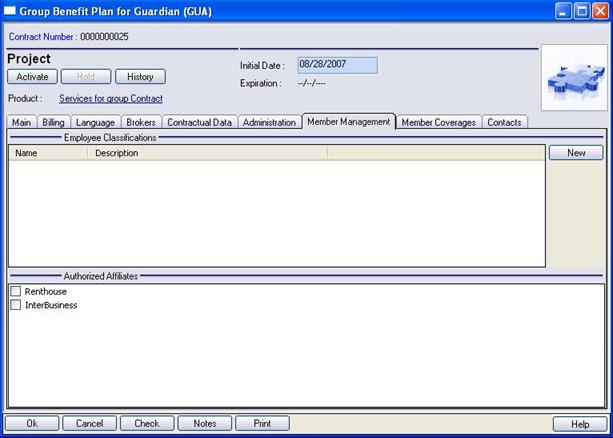 Group Benefit Plan for Guardian (GUA)
Contract Number : 0000000025
Project
Activate Hold History
Initial Date : 08/28/2007
Expiration : --/--/----
Product : Services for group Contract
Main Billing Language Brokers Contractual Data Administration Member Management Member Coverages Contacts
Employee Classifications
Name Description
New
Authorized Affiliates
Renthouse
InterBusiness
Ok Cancel Check Notes Print Help